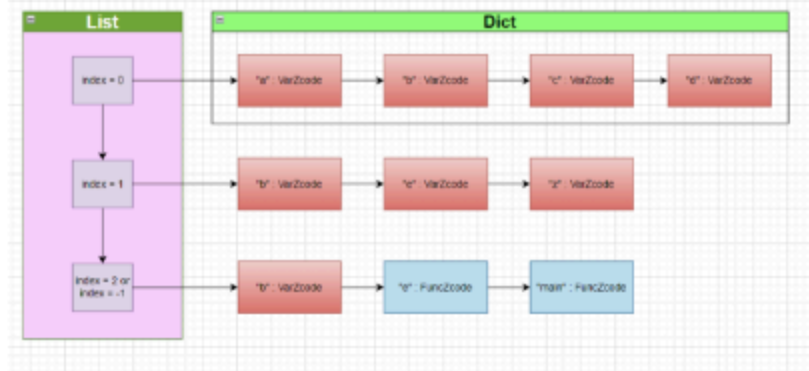 List
Dict
index = 0
"a" : VarZcode
"b" : VarZcode
"c" : VarZcode
"d" : VarZcode
index = 1
"b" : VarZcode
"e" : VarZcode
"z" : VarZcode
index = 2 or
index = -1
"b" : VarZcode
"e" : FuncZcode
"main" : FuncZcode